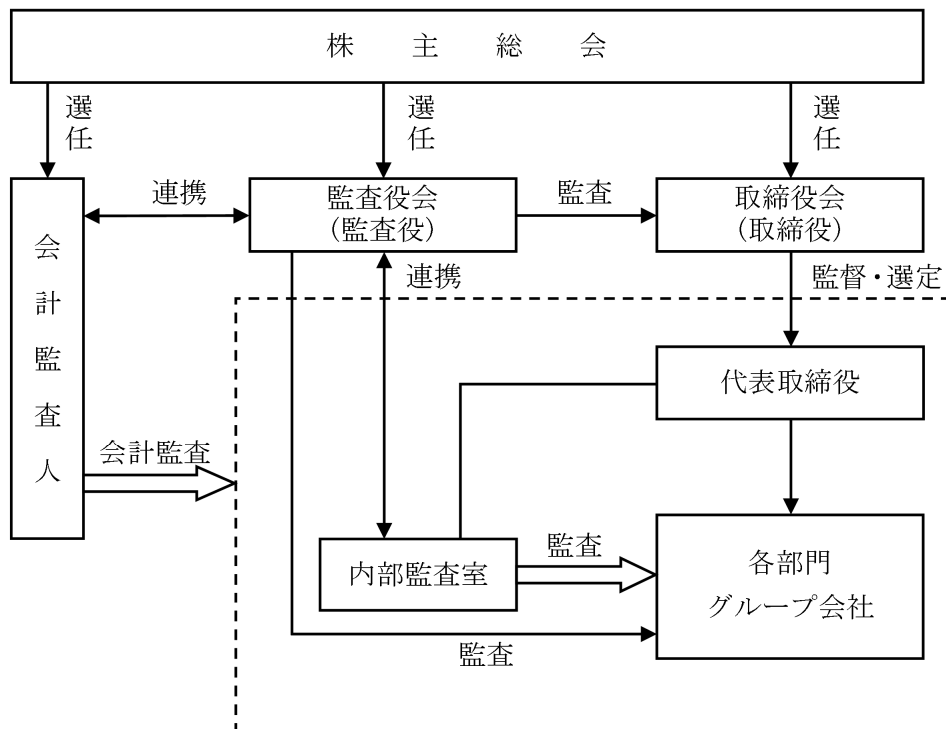 株主総会
選任
選任
選任
会計監査人
連携
監査役会
(監査役)
監査
取締役会
(取締役)
連携
監督・選定
代表取締役
会計監査
内部監査室
監査
各部門
グループ会社
監査